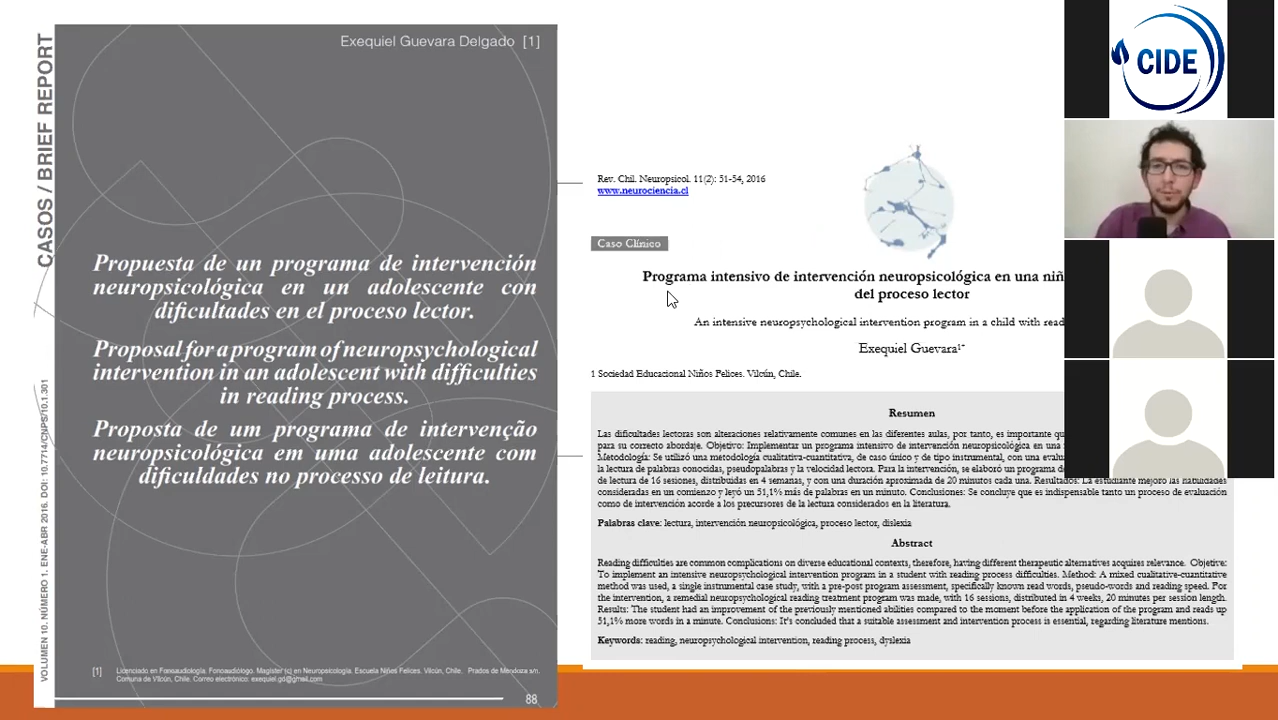 Exequiel Guevara Delgado [1]
CASOS / BRIEF REPORT
Propuesta de un programa de intervención
neuropsicológica en un adolescente con
dificultades en el proceso lector.
Proposal for a program of neuropsychological
intervention in an adolescent with difficulties
in reading process.
Proposta de um programa de intervenção
neuropsicológica em uma adolescente com
dificuldades no processo de leitura.
VOLUMEN 10. NÚMERO 1. ENE-ABR 2016. DOI: 10.7714/CNPS/10.1.301
[1] Licenciado en Fonoaudiología. Fonoaudiólogo. Magíster (c) en Neuropsicología. Escuela Niños Felices. Vilcún, Chile. Prados de Mendoza s/n.
Comuna de Vilcún, Chile. Correo electrónico: exequiel.gd@gmail.com
88
Rev. Chil. Neuropsicol. 11(2): 51-54, 2016
www.neurociencia.cl
Caso Clínico
Programa intensivo de intervención neuropsicológica en una niñ
del proceso lector
An intensive neuropsychological intervention program in a child with read
Exequiel Guevara1*
1 Sociedad Educacional Niños Felices. Vilcún, Chile.
Resumen
Las dificultades lectoras son alteraciones relativamente comunes en las diferentes aulas, por tanto, es importante qu
para su correcto abordaje. Objetivo: Implementar un programa intensivo de intervención neuropsicológica en una
Metodología: Se utilizó una metodología cualitativa-cuantitativa, de caso único y de tipo instrumental, con una eval
la lectura de palabras conocidas, pseudopalabras y la velocidad lectora. Para la intervención, se elaboró un programa d
de lectura de 16 sesiones, distribuidas en 4 semanas, y con una duración aproximada de 20 minutos cada una. Resultados: La estudiante mejoró las habilidades
consideradas en un comienzo y leyó un 51,1% más de palabras en un minuto. Conclusiones: Se concluye que es indispensable tanto un proceso de evaluación
como de intervención acorde a los precursores de la lectura considerados en la literatura.
Palabras clave: lectura, intervención neuropsicológica, proceso lector, dislexia
Abstract
Reading difficulties are common complications on diverse educational contexts, therefore, having different therapeutic alternatives acquires relevance. Objetive:
To implement an intensive neuropsychological intervention program in a student with reading process difficulties. Method: A mixed cualitative-cuantitative
method was used, a single instrumental case study, with a pre-post program assessment, specifically known read words, pseudo-words and reading speed. For
the intervention, a remedial neuropsychological reading treatment program was made, with 16 sessions, distributed in 4 weeks, 20 minutes per session length.
Results: The student had an improvement of the previously mentioned abilities compared to the moment before the application of the program and reads up
51,1% more words in a minute. Conclusions: It's concluded that a suitable assessment and intervention process is essential, regarding literature mentions.
Keywords: reading, neuropsychological intervention, reading process, dyslexia
CIDE